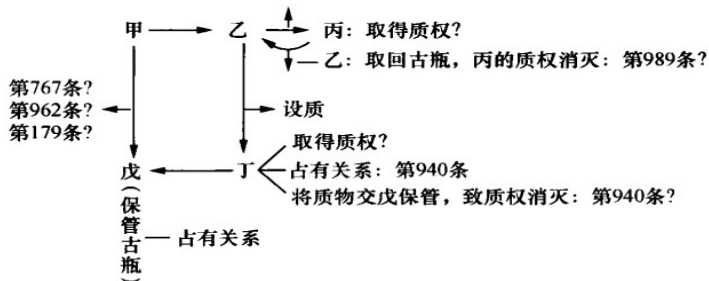 甲 乙 丙：取得质权？
乙：取回古瓶，丙的质权消灭：第989条？
第767条？
第962条？
第179条？
设质
取得质权？
戊 丁 占有关系：第940条
将质物交戊保管，致质权消灭：第940条？
（保管古瓶）
占有关系